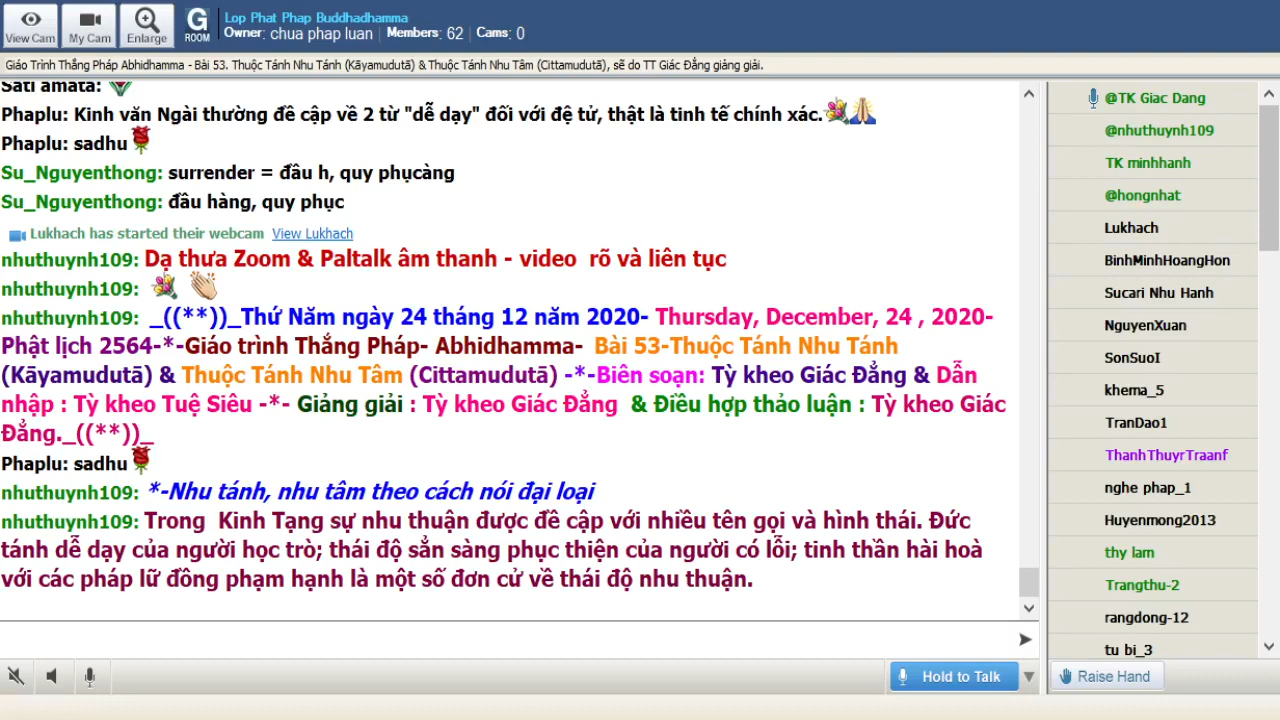 View Cam
My Cam
Enlarge
G
ROOM
Lop Phat Phap Buddhadhamma
Owner: chua phap luan Members: 62 Cams: 0
Giáo Trình Thắng Pháp Abhidhamma - Bài 53. Thuộc Tánh Nhu Tánh (Kāyamudutā) & Thuộc Tánh Nhu Tâm (Cittamudutā), sẽ do TT Giác Đẳng giảng giải.
Sati amata:
Phaplu: Kinh văn Ngài thường đề cập về 2 từ "dễ dạy" đối với đệ tử, thật là tinh tế chính xác.
Phaplu: sadhu
Su_Nguyenthong: surrender = đầu h, quy phụcàng
Su_Nguyenthong: đầu hàng, quy phục
Lukhach has started their webcam View Lukhach
nhuthuynh109: Dạ thưa Zoom & Paltalk âm thanh - video rõ và liên tục
nhuthuynh109:
nhuthuynh109: _((**))_Thứ Năm ngày 24 tháng 12 năm 2020- Thursday, December, 24 , 2020-
Phật lịch 2564-*-Giáo trình Thắng Pháp- Abhidhamma- Bài 53-Thuộc Tánh Nhu Tánh
(Kāyamudutā) & Thuộc Tánh Nhu Tâm (Cittamudutā) -*-Biên soạn: Tỳ kheo Giác Đẳng & Dẫn
nhập : Tỳ kheo Tuệ Siêu -*- Giảng giải : Tỳ kheo Giác Đẳng & Điều hợp thảo luận : Tỳ kheo Giác
Đẳng._((**))_
Phaplu: sadhu
nhuthuynh109: *-Nhu tánh, nhu tâm theo cách nói đại loại
nhuthuynh109: Trong Kinh Tạng sự nhu thuận được đề cập với nhiều tên gọi và hình thái. Đức
tánh dễ dạy của người học trò; thái độ sẳn sàng phục thiện của người có lỗi; tinh thần hài hoà
với các pháp lữ đồng phạm hạnh là một số đơn cử về thái độ nhu thuận.
@TK Giac Dang
@nhuthuynh109
TK minhhanh
@hongnhat
Lukhach
BinhMinhHoangHon
Sucari Nhu Hanh
NguyenXuan
SonSuoI
khema_5
TranDao1
ThanhThuyrTraanf
nghe phap_1
Huyenmong2013
thy lam
Trangthu-2
rangdong-12
tu bi_3
Hold to Talk
Raise Hand